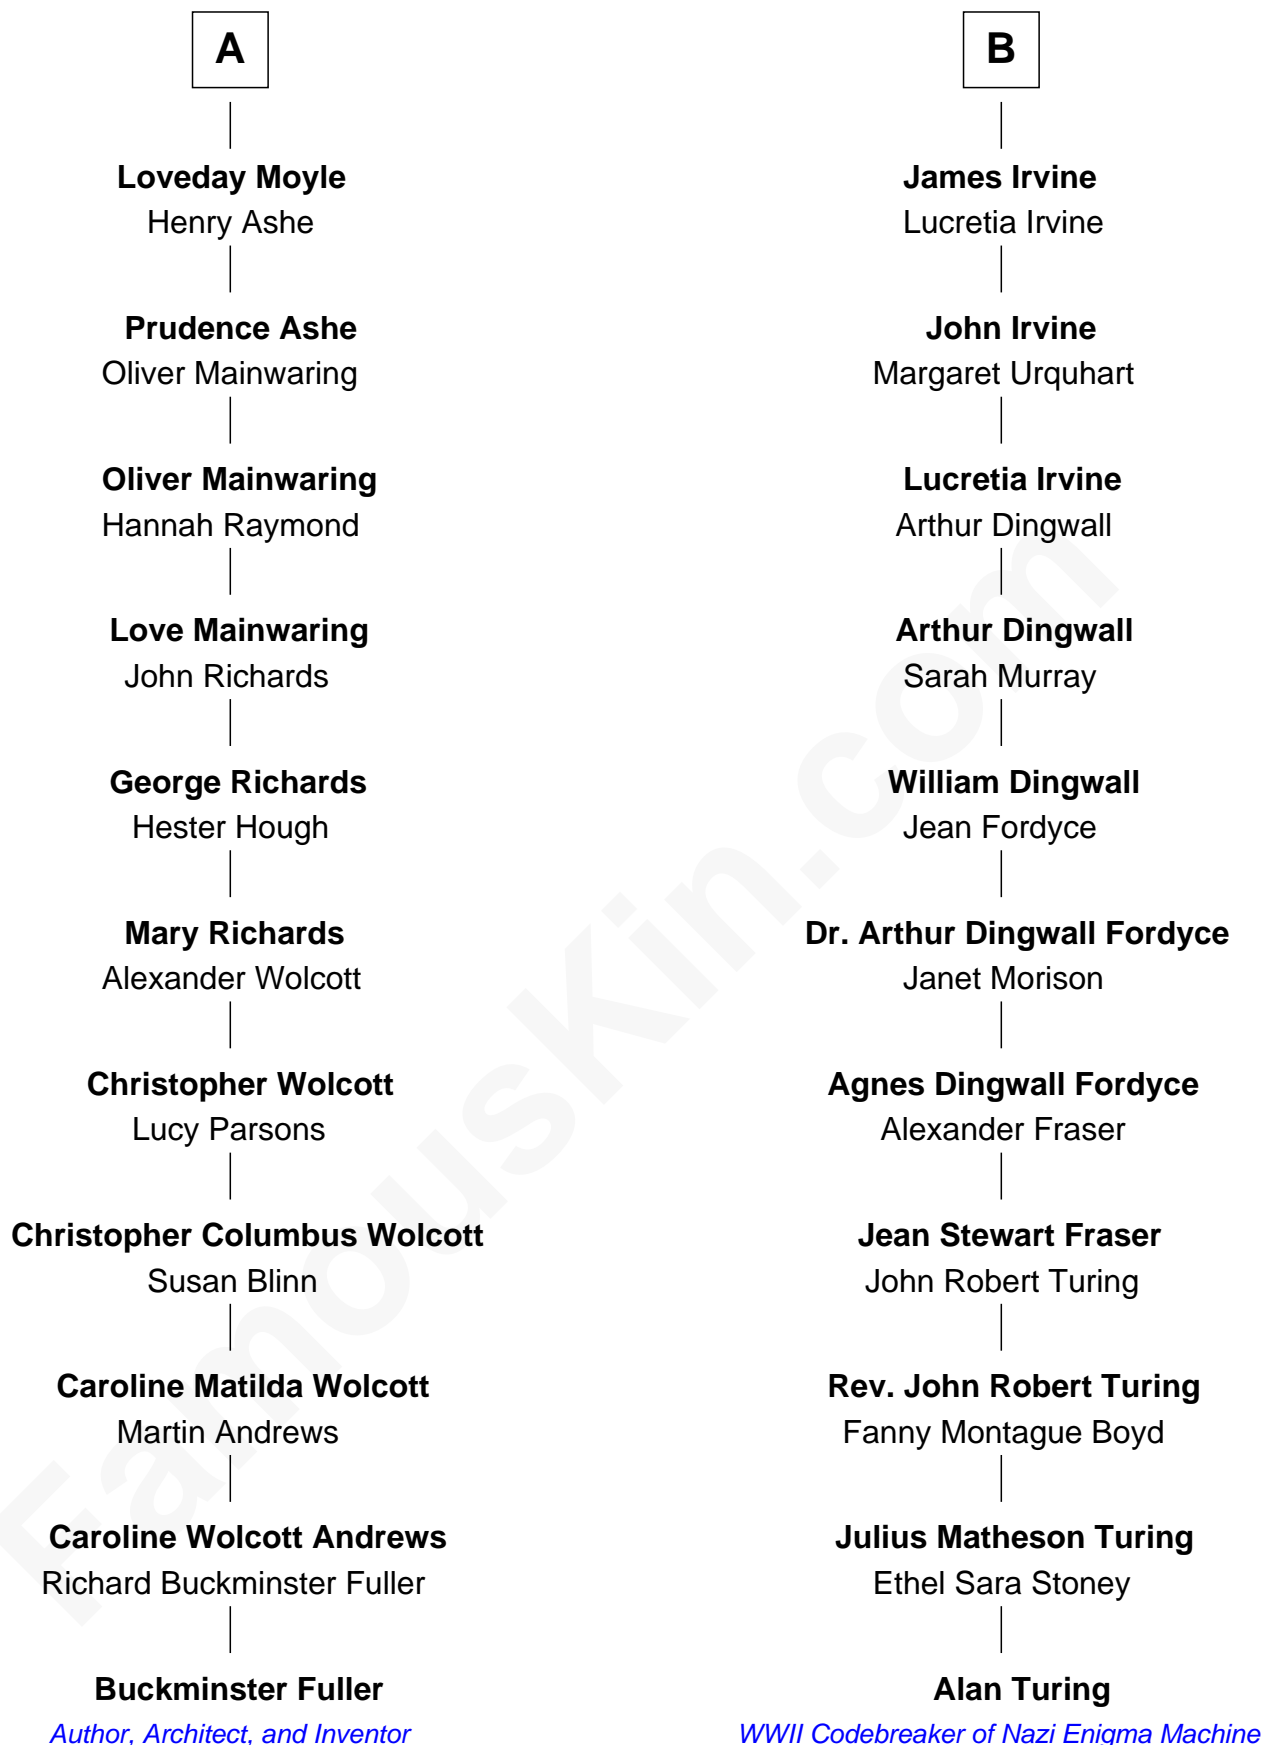 A
Loveday Moyle
Henry Ashe
Prudence Ashe
Oliver Mainwaring
Oliver Mainwaring
Hannah Raymond
Love Mainwaring
John Richards
George Richards
Hester Hough
Mary Richards
Alexander Wolcott
Christopher Wolcott
Lucy Parsons
Christopher Columbus Wolcott
Susan Blinn
Caroline Matilda Wolcott
Martin Andrews
Caroline Wolcott Andrews
Richard Buckminster Fuller
Buckminster Fuller
Author, Architect, and Inventor
B
James Irvine
Lucretia Irvine
John Irvine
Margaret Urquhart
Lucretia Irvine
Arthur Dingwall
Arthur Dingwall
Sarah Murray
William Dingwall
Jean Fordyce
Dr. Arthur Dingwall Fordyce
Janet Morison
Agnes Dingwall Fordyce
Alexander Fraser
Jean Stewart Fraser
John Robert Turing
Rev. John Robert Turing
Fanny Montague Boyd
Julius Matheson Turing
Ethel Sara Stoney
Alan Turing
WWII Codebreaker of Nazi Enigma Machine
FamousKin.com